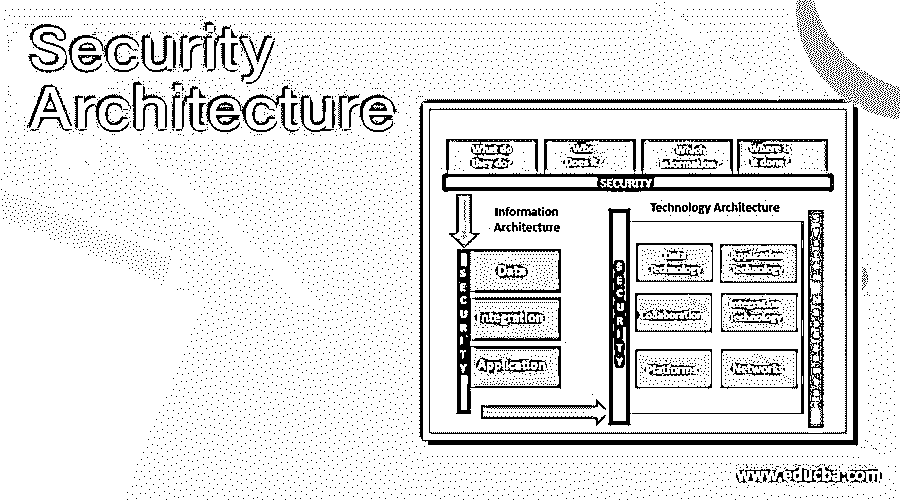 Security
Architecture
What do
they do
Who
Does it
Which
Information
Where is
it done?
SECURITY
Information
Architecture
Technology Architecture
SECURITY
Data
Integration
Application
SECURITY
Data
Technology
Application
Technology
Collaboration
Integration
Technology
Platforms
Networks
www.educba.com